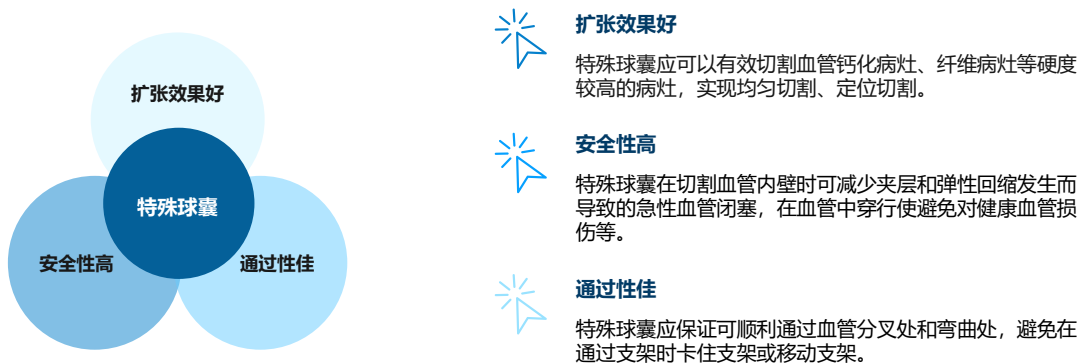 扩张效果好
特殊球囊
安全性高
通过性佳
扩张效果好
特殊球囊应可以有效切割血管钙化病灶、纤维病灶等硬度
较高的病灶，实现均匀切割、定位切割。
安全性高
特殊球囊在切割血管内壁时可减少夹层和弹性回缩发生而
导致的急性血管闭塞，在血管中穿行使避免对健康血管损
伤等。
通过性佳
特殊球囊应保证可顺利通过血管分叉处和弯曲处，避免在
通过支架时卡住支架或移动支架。